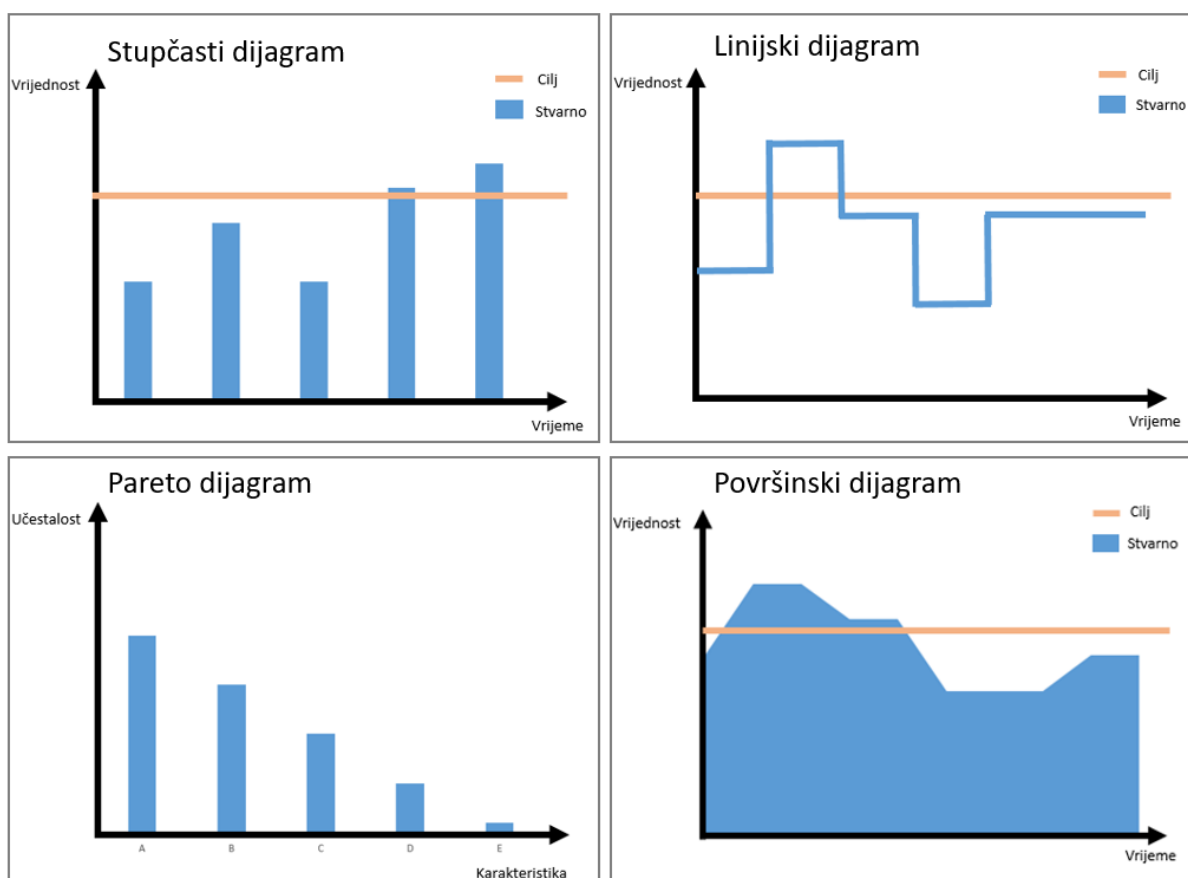 Stupčasti dijagram
Vrijednost
Cilj
Stvarno
Vrijeme
Linijski dijagram
Vrijednost
Cilj
Stvarno
Vrijeme
Pareto dijagram
Učestalost
A B C D E
Karakteristika
Površinski dijagram
Vrijednost
Cilj
Stvarno
Vrijeme